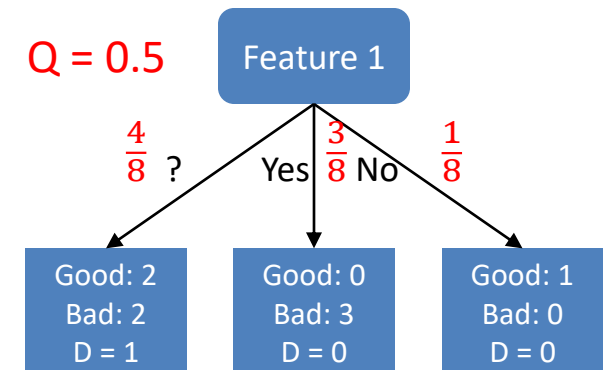 Q = 0.5
Feature 1
4/8 ? Yes 3/8 No 1/8
Good: 2
Bad: 2
D = 1
Good: 0
Bad: 3
D = 0
Good: 1
Bad: 0
D = 0